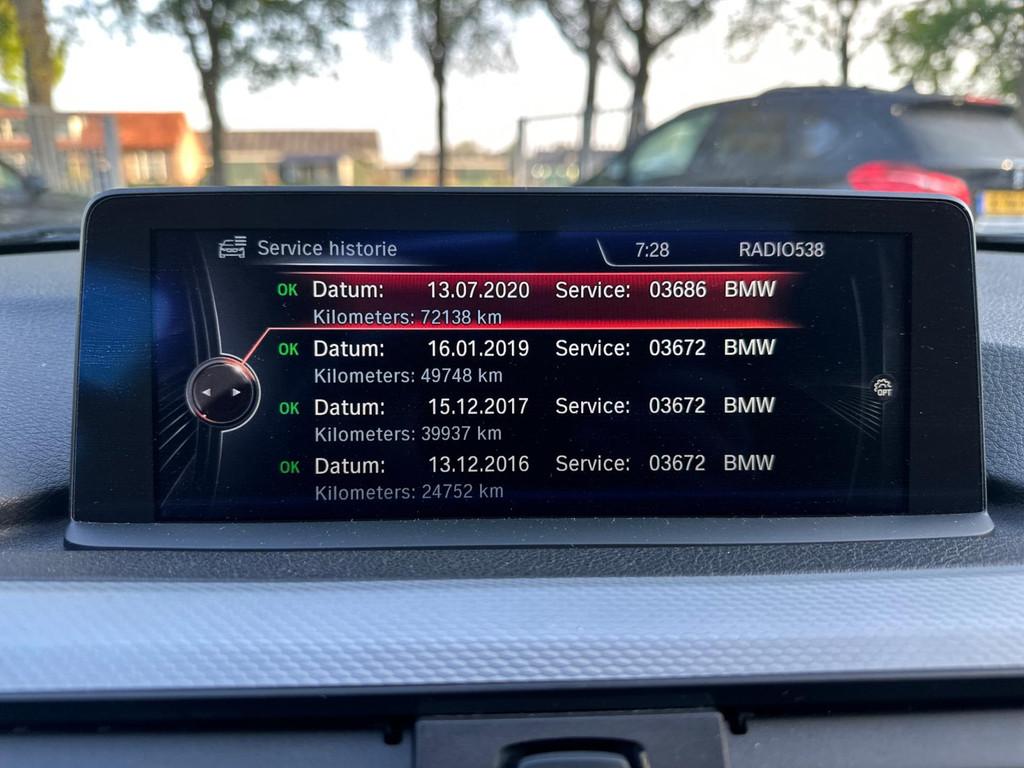 Service historie 7:28 RADIO538
OK Datum: 13.07.2020 Service: 03686 BMW
Kilometers: 72138 km
OK Datum: 16.01.2019 Service: 03672 BMW
Kilometers: 49748 km
OPT
OK Datum: 15.12.2017 Service: 03672 BMW
Kilometers: 39937 km
OK Datum: 13.12.2016 Service: 03672 BMW
Kilometers: 24752 km